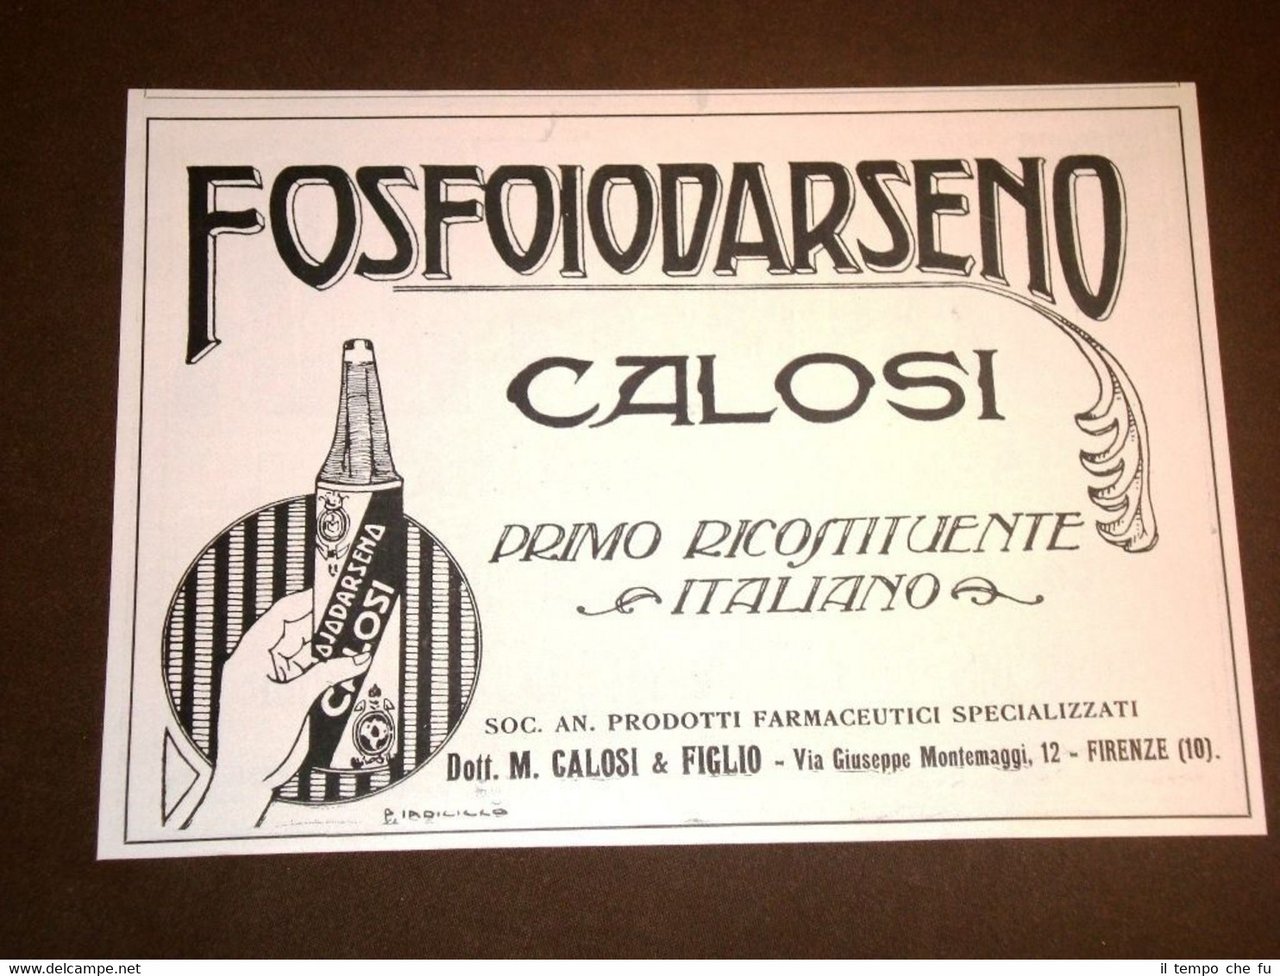 FOSFOIODARSENO
CALOSI
PRIMO RICOSTITUENTE
ITALIANO
OJODARSENO
CALOSI
SOC. AN. PRODOTTI FARMACEUTICI SPECIALIZZATI
Dott. M. CALOSI & FIGLIO - Via Giuseppe Montemaggi, 12 - FIRENZE (10).
delcampe.net
il tempo che fu